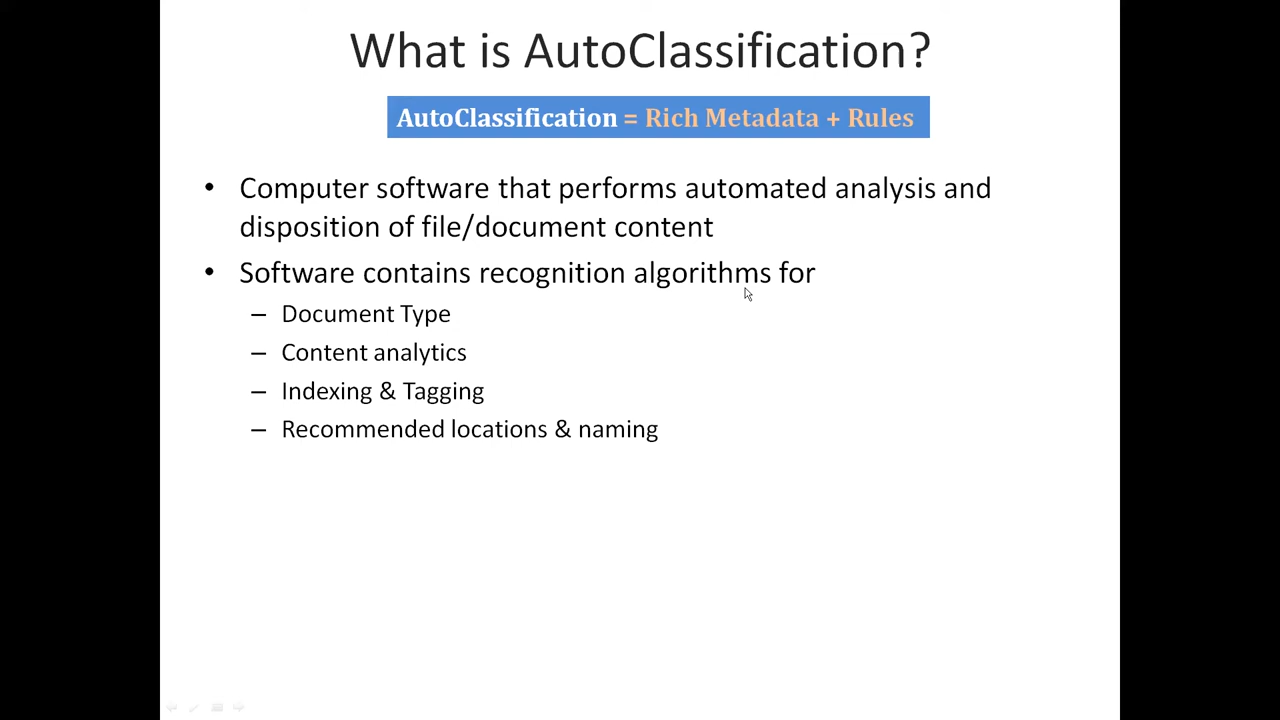 What is AutoClassification?
AutoClassification = Rich Metadata + Rules
• Computer software that performs automated analysis and
disposition of file/document content
• Software contains recognition algorithms for
– Document Type
– Content analytics
– Indexing & Tagging
– Recommended locations & naming